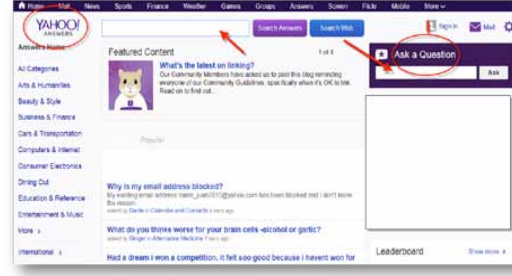 Home Mail News Sports Finance Weather Games Groups Answers Screen Flickr Mobile More
YAHOO!
ANSWERS
Search Answers Search Web
Sign In Mail
Answers Home
All Categories
Arts & Humanities
Beauty & Style
Business & Finance
Cars & Transportation
Computers & Internet
Consumer Electronics
Dining Out
Education & Reference
Entertainment & Music
More >
International >
Featured Content
What's the latest on linking?
Our Community Members have asked us to post this blog reminding
everyone of our Community Guidelines, specifically when it's OK to link.
Read on to find out...
Popular
Why is my email address blocked?
the reason.
What do you thinks worse for your brain cells -alcohol or garlic?
Had a dream i won a competition, it felt soo good because i havent won for
Ask a Question
Ask
Leaderboard
Show more